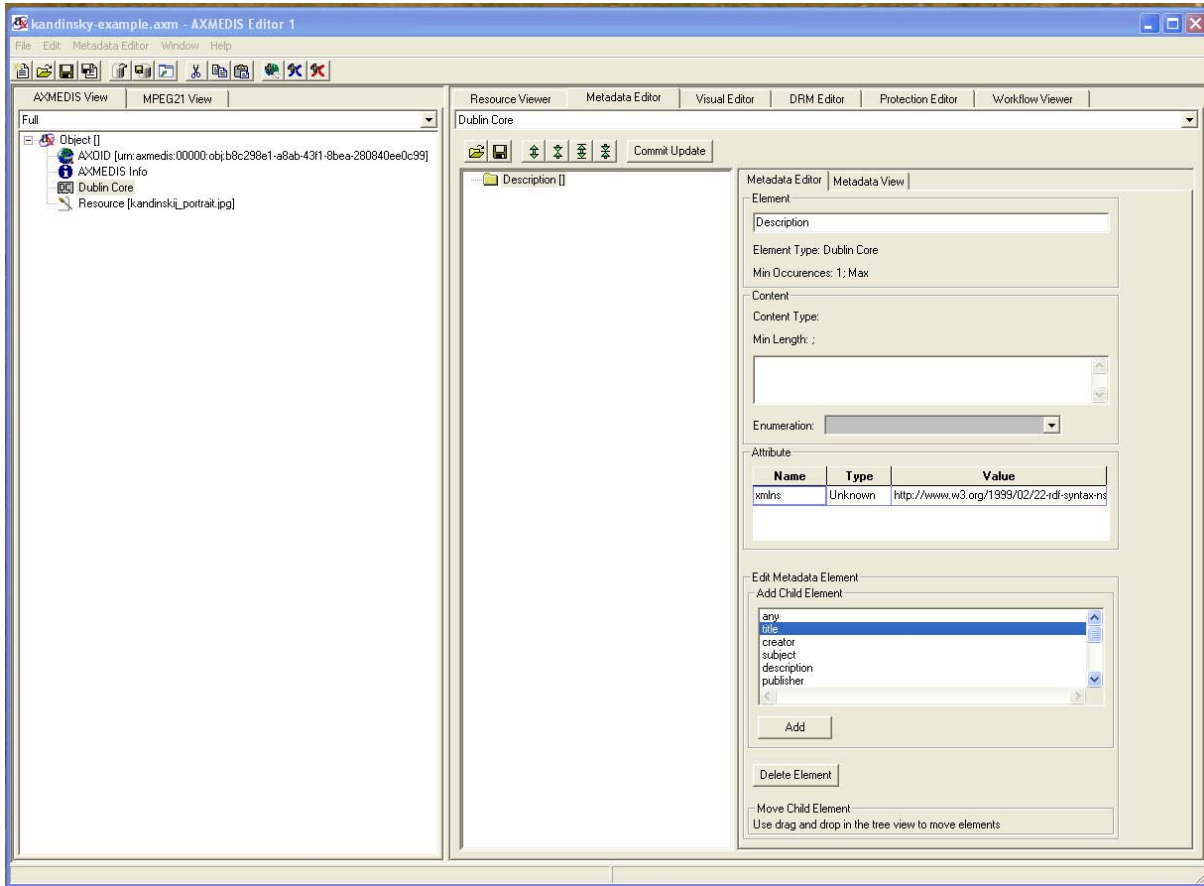 kandinsky-example.axm - AXMEDIS Editor 1
File Edit Metadata Editor Window Help
AXMEDIS View MPEG21 View
Full
Object []
AXOID [urn:axmedis:00000:obj:b8c298e1-a8ab-43f1-8bea-280840ee0c99]
AXMEDIS Info
DC Dublin Core
Resource [kandinskij_portrait.jpg]
Resource Viewer Metadata Editor Visual Editor DRM Editor Protection Editor Workflow Viewer
Dublin Core
Commit Update
Description []
Metadata Editor Metadata View
Element
Description
Element Type: Dublin Core
Min Occurences: 1; Max
Content
Content Type:
Min Length: ;
Enumeration:
Attribute
Name Type Value
xmlns Unknown http://www.w3.org/1999/02/22-rdf-syntax-ns
Edit Metadata Element
Add Child Element
any
title
creator
subject
description
publisher
Add
Delete Element
Move Child Element
Use drag and drop in the tree view to move elements